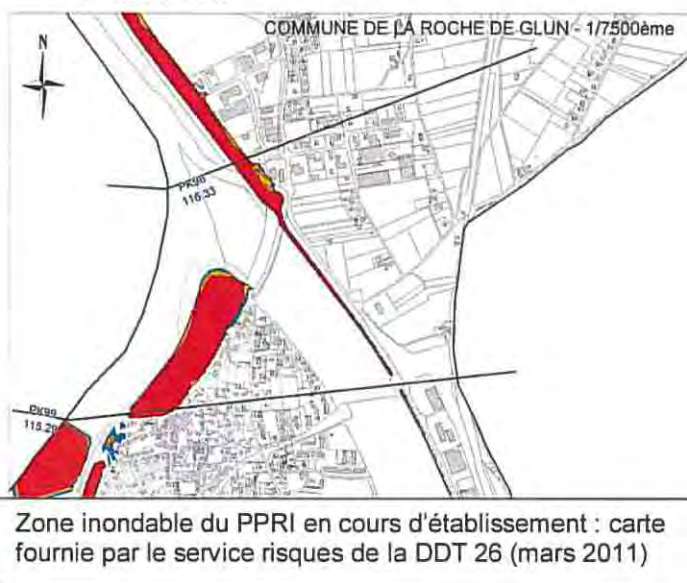 COMMUNE DE LA ROCHE DE GLUN - 1/7500ème
N
PK98
116.33
PK99
115.29
Zone inondable du PPRI en cours d'établissement : carte
fournie par le service risques de la DDT 26 (mars 2011)